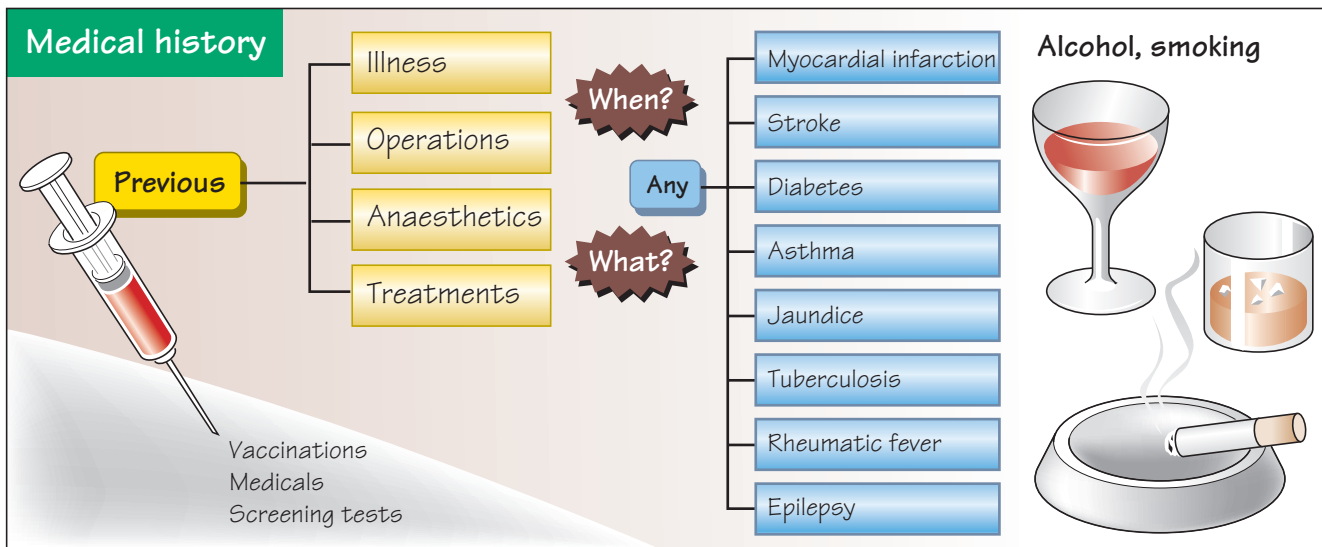 Medical history
Previous
Illness
Operations
Anaesthetics
Treatments
When?
What?
Any
Myocardial infarction
Stroke
Diabetes
Asthma
Jaundice
Tuberculosis
Rheumatic fever
Epilepsy
Alcohol, smoking
Vaccinations
Medicals
Screening tests